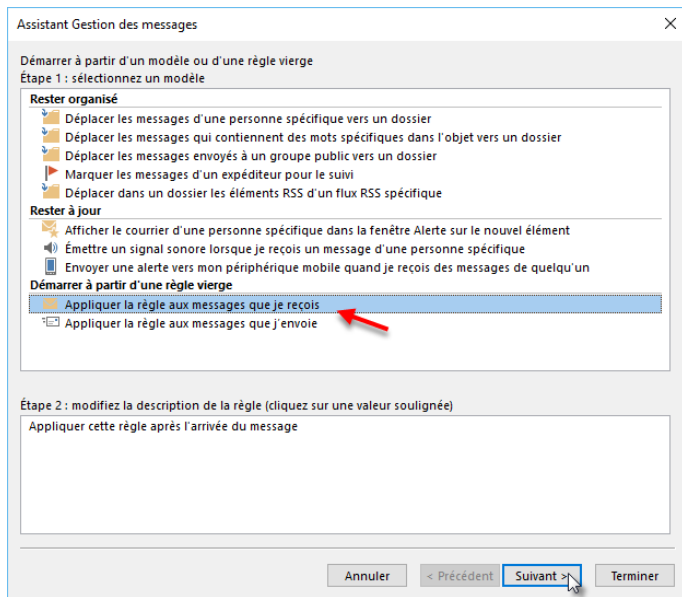 Assistant Gestion des messages
Démarrer à partir d'un modèle ou d'une règle vierge
Étape 1 : sélectionnez un modèle
Rester organisé
Déplacer les messages d'une personne spécifique vers un dossier
Déplacer les messages qui contiennent des mots spécifiques dans l'objet vers un dossier
Déplacer les messages envoyés à un groupe public vers un dossier
Marquer les messages d'un expéditeur pour le suivi
Déplacer dans un dossier les éléments RSS d'un flux RSS spécifique
Rester à jour
Afficher le courrier d'une personne spécifique dans la fenêtre Alerte sur le nouvel élément
Émettre un signal sonore lorsque je reçois un message d'une personne spécifique
Envoyer une alerte vers mon périphérique mobile quand je reçois des messages de quelqu'un
Démarrer à partir d'une règle vierge
Appliquer la règle aux messages que je reçois
Appliquer la règle aux messages que j'envoie
Étape 2 : modifiez la description de la règle (cliquez sur une valeur soulignée)
Appliquer cette règle après l'arrivée du message
Annuler < Précédent Suivant > Terminer